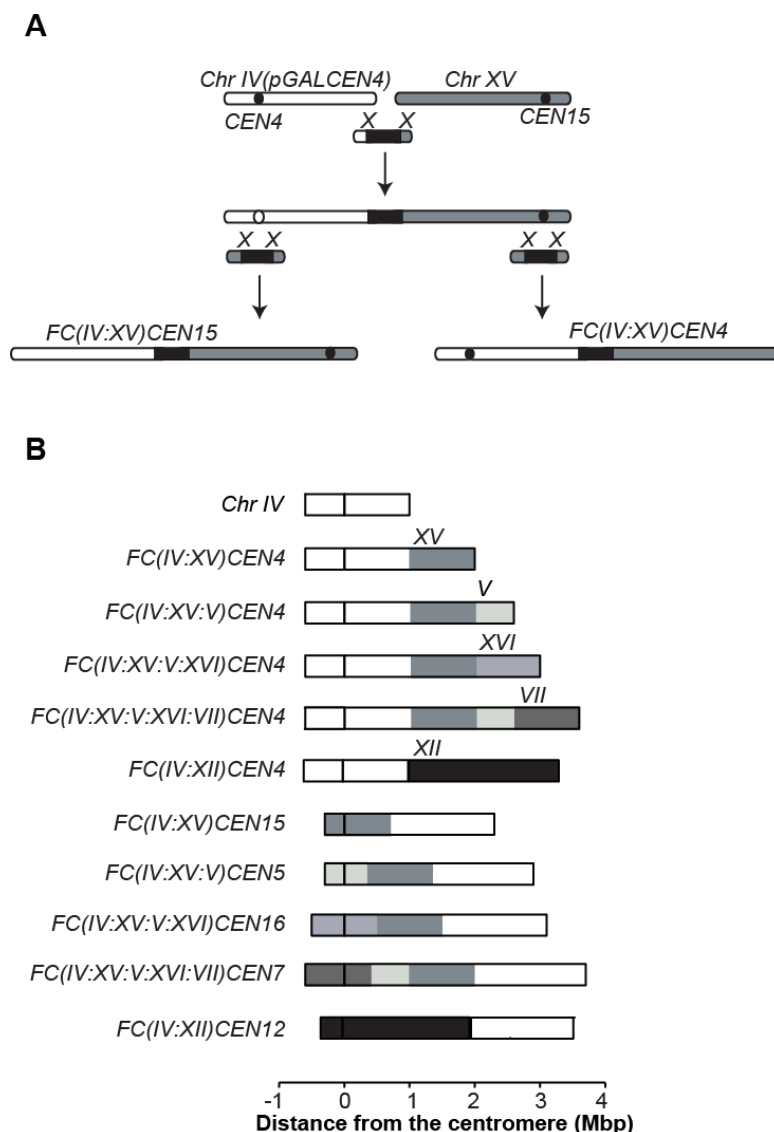 A
Chr IV(pGALCEN4) Chr XV
CEN4 X X CEN15
X X X X
FC(IV:XV)CEN15 FC(IV:XV)CEN4
B
Chr IV
XV
FC(IV:XV)CEN4
V
FC(IV:XV:V)CEN4
XVI
FC(IV:XV:V:XVI)CEN4
VII
FC(IV:XV:V:XVI:VII)CEN4
XII
FC(IV:XII)CEN4
FC(IV:XV)CEN15
FC(IV:XV:V)CEN5
FC(IV:XV:V:XVI)CEN16
FC(IV:XV:V:XVI:VII)CEN7
FC(IV:XII)CEN12
-1 0 1 2 3 4
Distance from the centromere (Mbp)